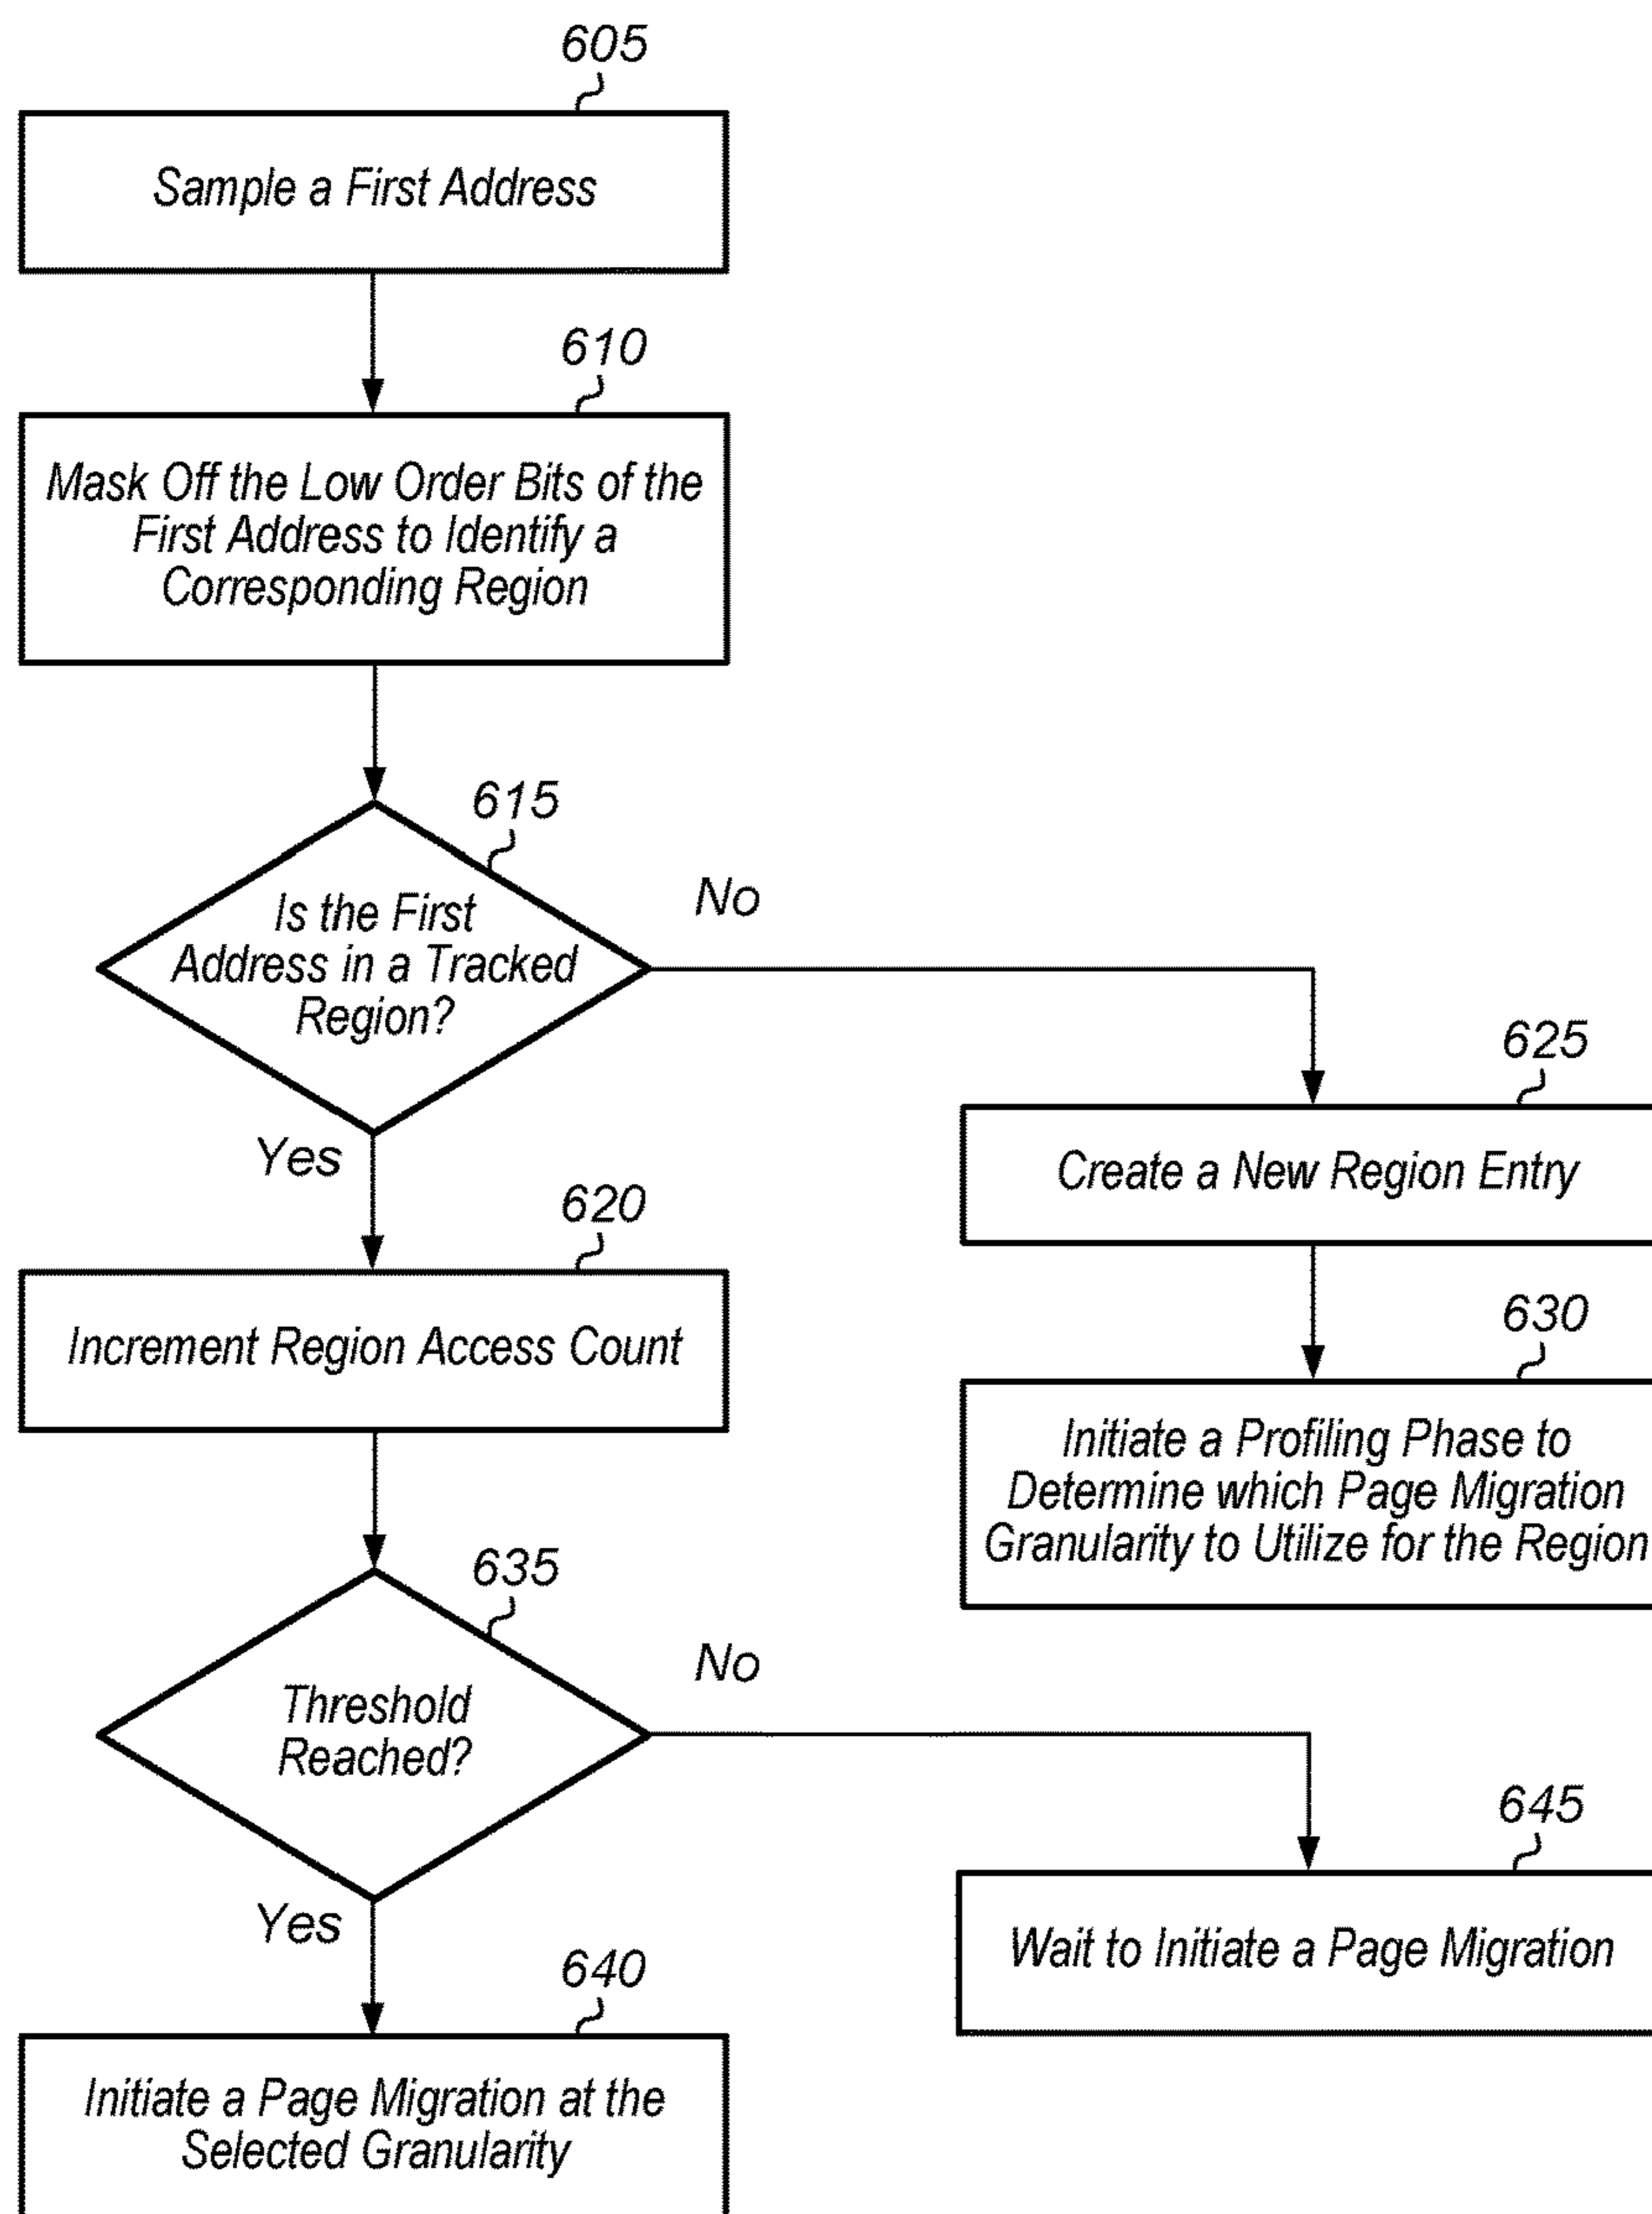 605
Sample a First Address
610
Mask Off the Low Order Bits of the
First Address to Identify a
Corresponding Region
615
Is the First
Address in a Tracked
Region?
No
Yes
625
Create a New Region Entry
620
Increment Region Access Count
630
Initiate a Profiling Phase to
Determine which Page Migration
Granularity to Utilize for the Region
635
Threshold
Reached?
No
Yes
645
Wait to Initiate a Page Migration
640
Initiate a Page Migration at the
Selected Granularity